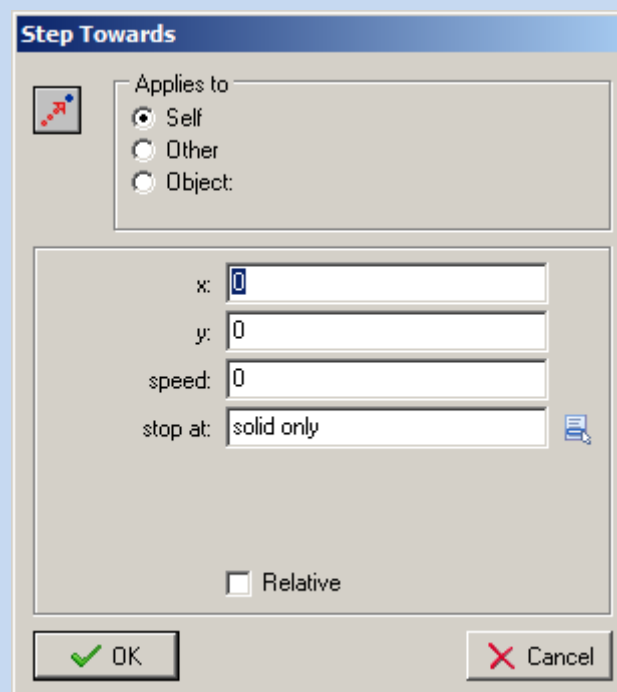 Step Towards
Applies to
Self
Other
Object:
x: 0
y: 0
speed: 0
stop at: solid only
Relative
OK Cancel